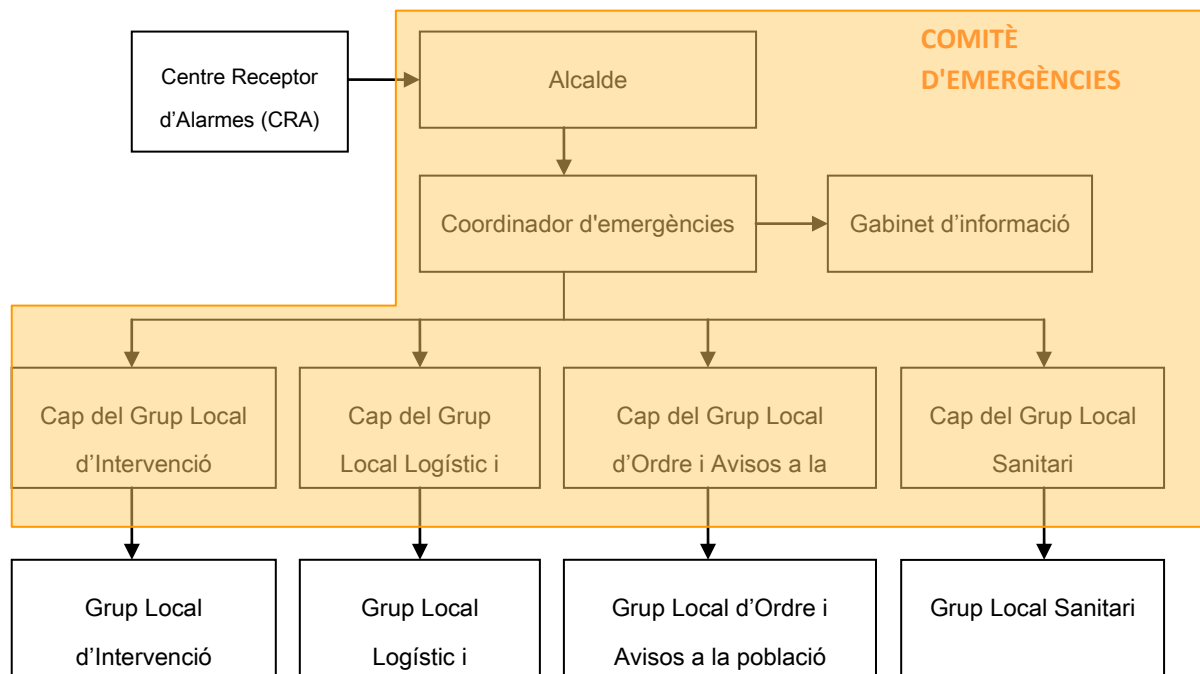 COMITÈ
D'EMERGÈNCIES
Centre Receptor
d’Alarmes (CRA)
Alcalde
Coordinador d'emergències
Gabinet d’informació
Cap del Grup Local
d’Intervenció
Cap del Grup
Local Logístic i
Cap del Grup Local
d’Ordre i Avisos a la
Cap del Grup Local
Sanitari
Grup Local
d’Intervenció
Grup Local
Logístic i
Grup Local d’Ordre i
Avisos a la població
Grup Local Sanitari